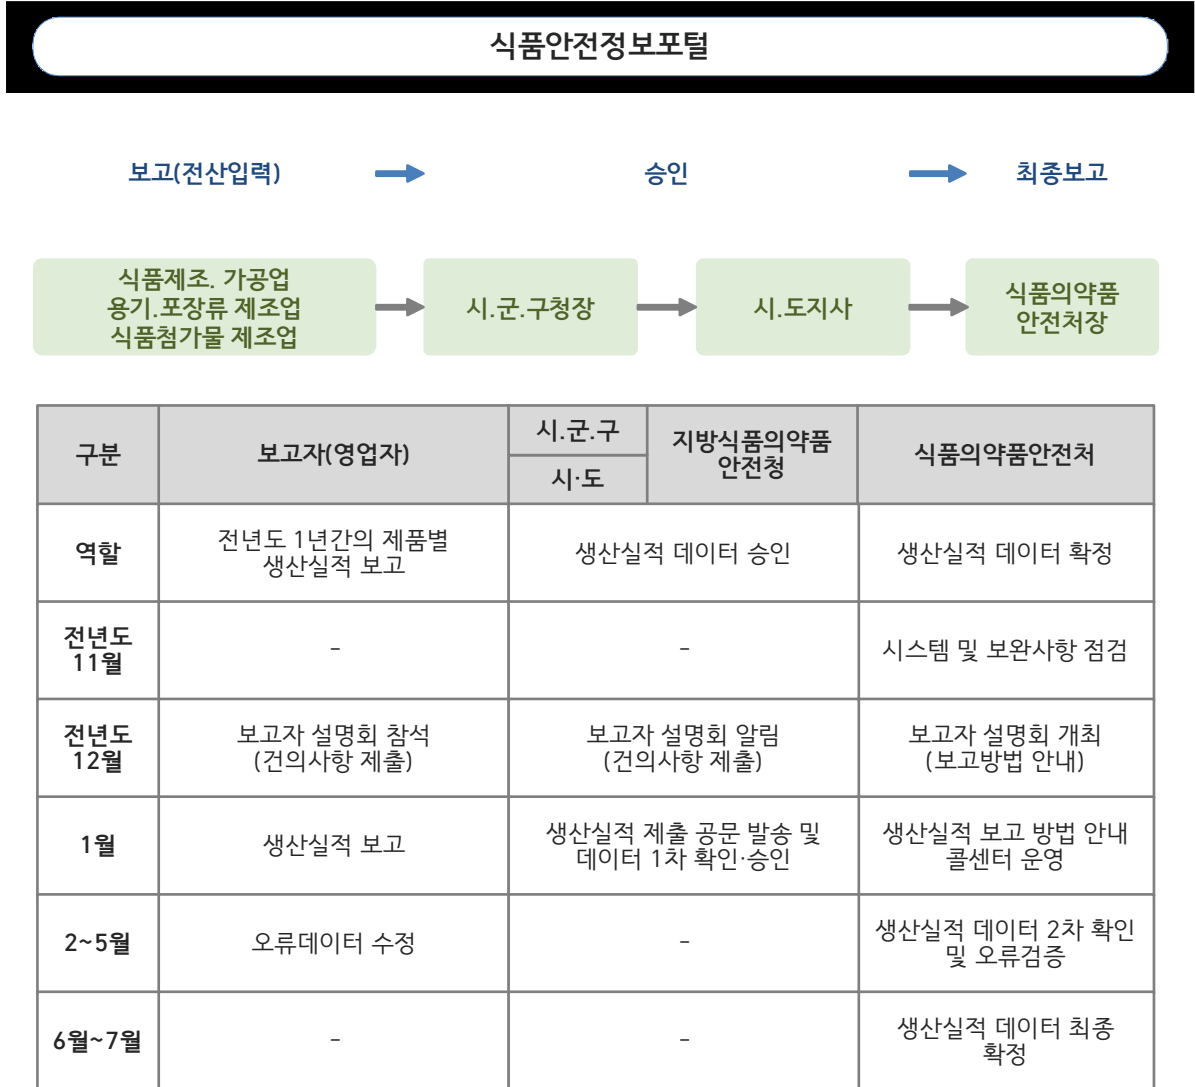 식품안전정보포털
보고(전산입력)
승인
최종보고
식품제조. 가공업
용기.포장류 제조업
식품첨가물 제조업
시.군.구청장
시.도지사
식품의약품
안전처장
구분
보고자(영업자)
시.군.구
시·도
지방식품의약품
안전청
식품의약품안전처
역할
전년도 1년간의 제품별
생산실적 보고
생산실적 데이터 승인
생산실적 데이터 확정
전년도
11월
-
-
시스템 및 보완사항 점검
전년도
12월
보고자 설명회 참석
(건의사항 제출)
보고자 설명회 알림
(건의사항 제출)
보고자 설명회 개최
(보고방법 안내)
1월
생산실적 보고
생산실적 제출 공문 발송 및
데이터 1차 확인·승인
생산실적 보고 방법 안내
콜센터 운영
2~5월
오류데이터 수정
-
생산실적 데이터 2차 확인
및 오류검증
6월~7월
-
-
생산실적 데이터 최종
확정